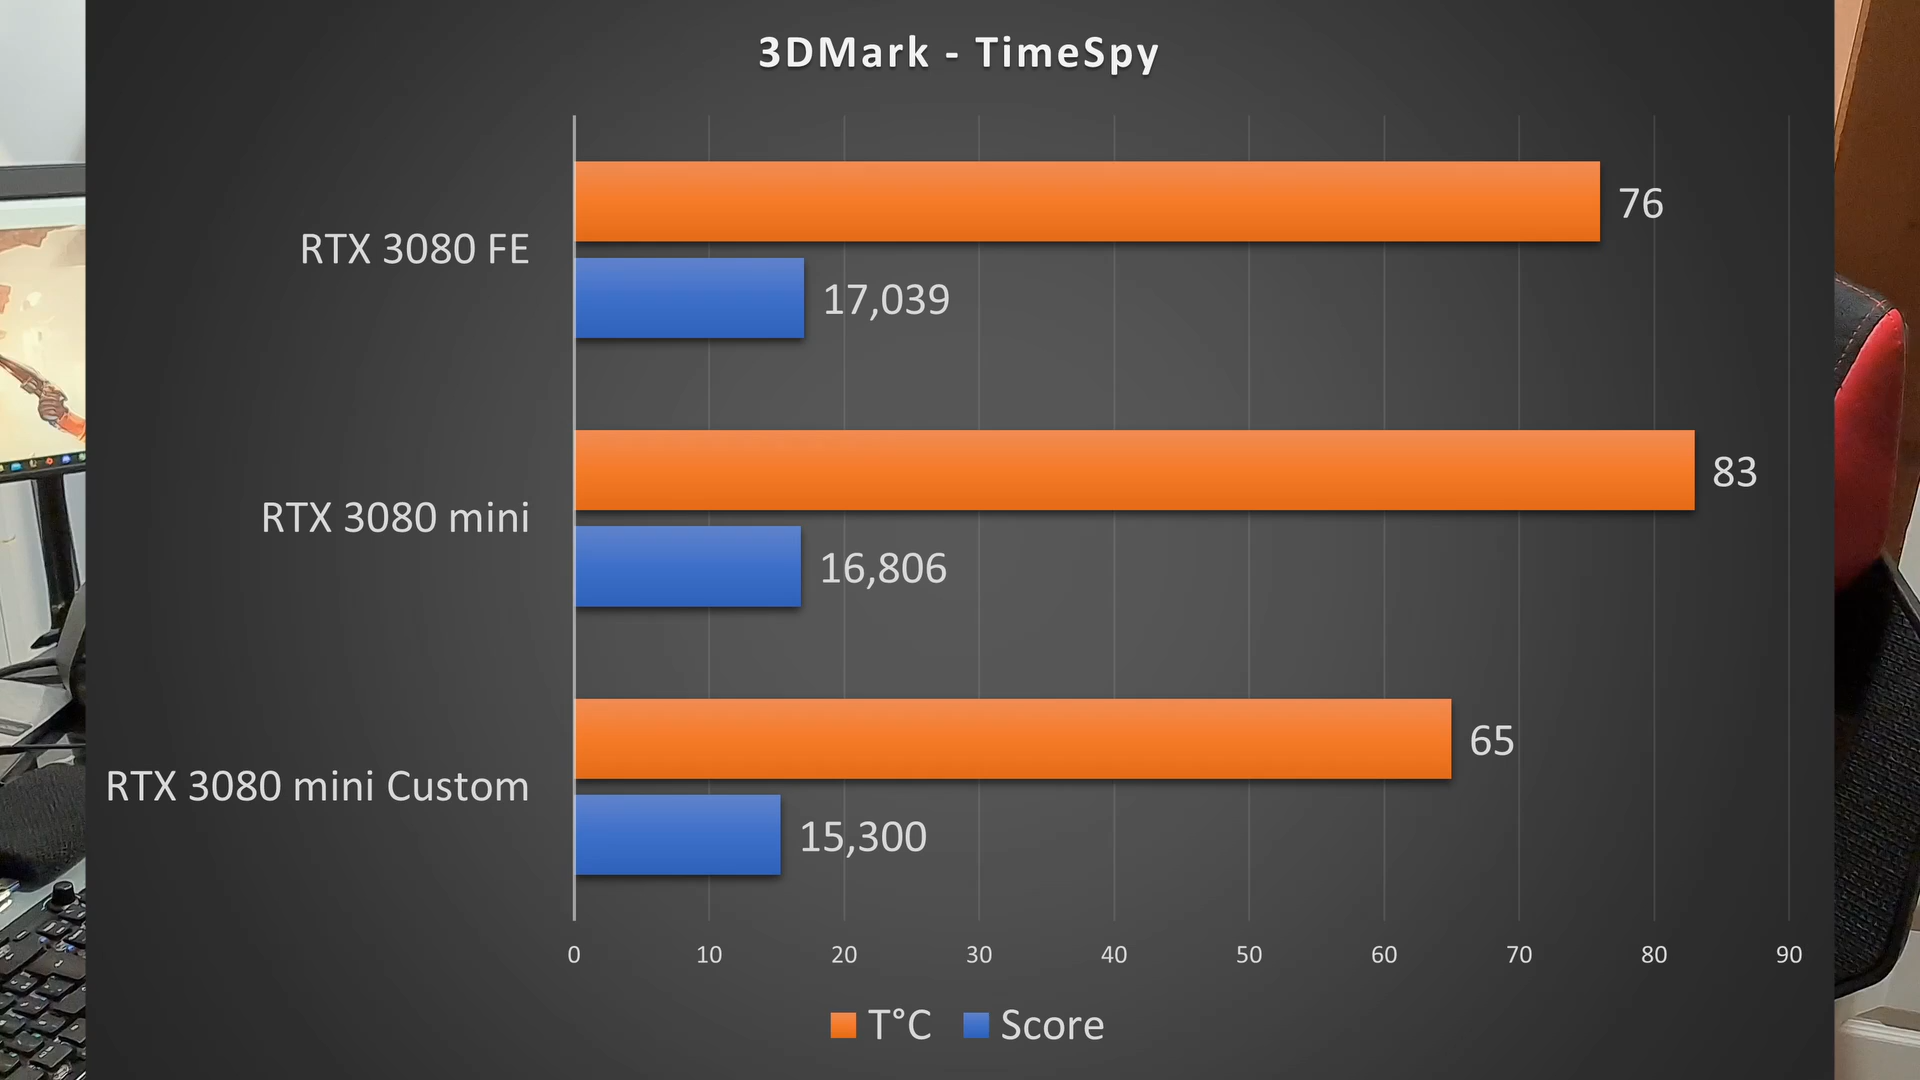 3DMark - TimeSpy
RTX 3080 FE
76
17,039
RTX 3080 mini
83
16,806
RTX 3080 mini Custom
65
15,300
0 10 20 30 40 50 60 70 80 90
T°C Score